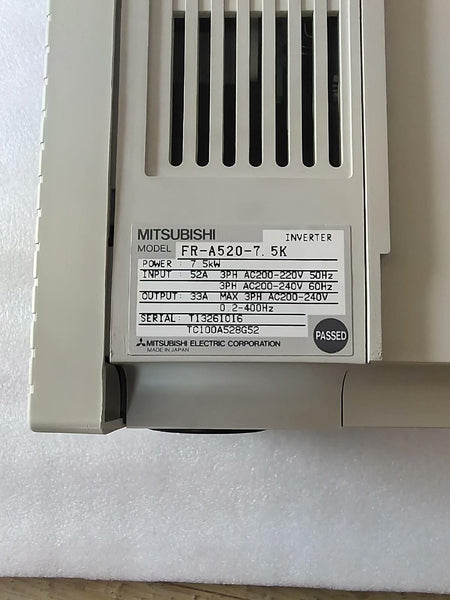 MITSUBISHI INVERTER
MODEL FR-A520-7.5K
POWER : 7.5kW
INPUT : 52A 3PH AC200-220V 50Hz
3PH AC200-240V 60Hz
OUTPUT: 33A MAX 3PH AC200-240V
0.2-400Hz
SERIAL: T13261016
TC100A528G52
PASSED
MITSUBISHI ELECTRIC CORPORATION
MADE IN JAPAN